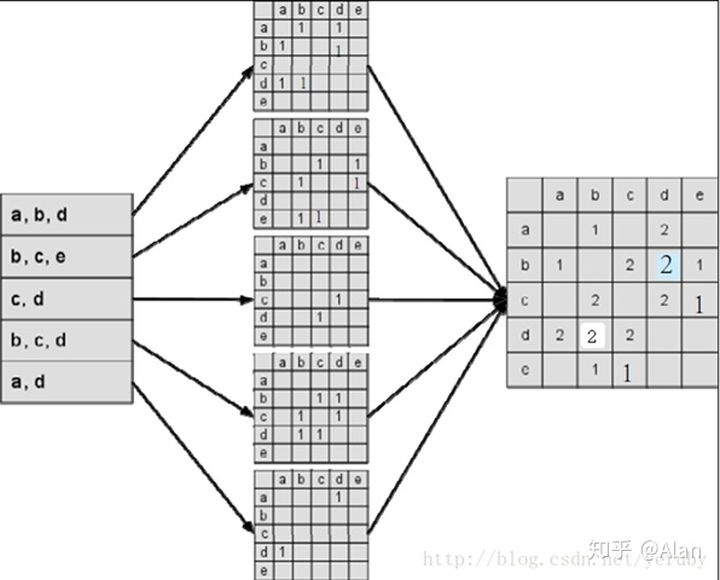 a, b, d
b, c, e
c, d
b, c, d
a, d
a b c d e
a 1 1
b 1 1
c
d 1 1
e
a b c d e
a
b 1 1
c 1 1
d
e 1 1
a b c d e
a
b
c 1
d 1
e
a b c d e
a
b 1 1
c 1 1
d 1 1
e
a b c d e
a 1
b
c
d 1
e
a b c d e
a 1 2
b 1 2 2 1
c 2 2 1
d 2 2 2
e 1 1
知乎 @Alan
http://blog.csdn.net/yeruby